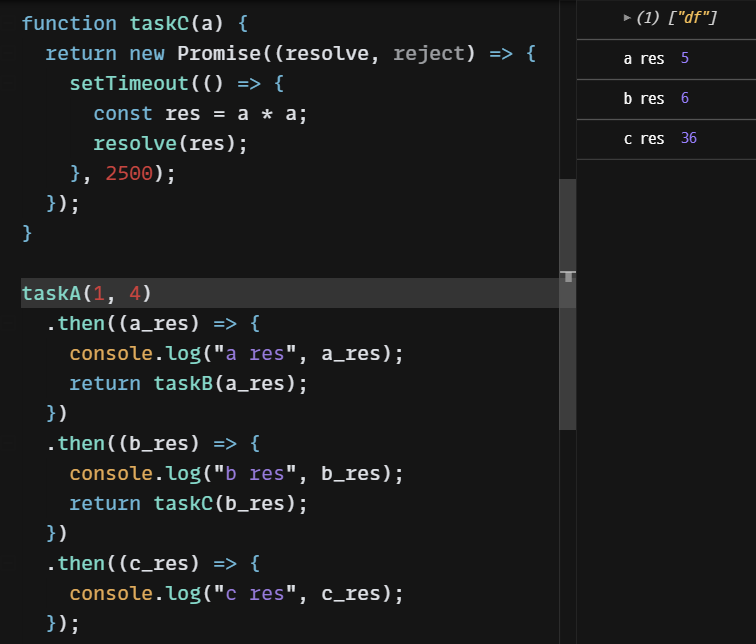 function taskC(a) {
  return new Promise((resolve, reject) => {
    setTimeout(() => {
      const res = a * a;
      resolve(res);
    }, 2500);
  });
}

taskA(1, 4)
  .then((a_res) => {
    console.log("a res", a_res);
    return taskB(a_res);
  })
  .then((b_res) => {
    console.log("b res", b_res);
    return taskC(b_res);
  })
  .then((c_res) => {
    console.log("c res", c_res);
  });
▶ (1) ["df"]
a res 5
b res 6
c res 36